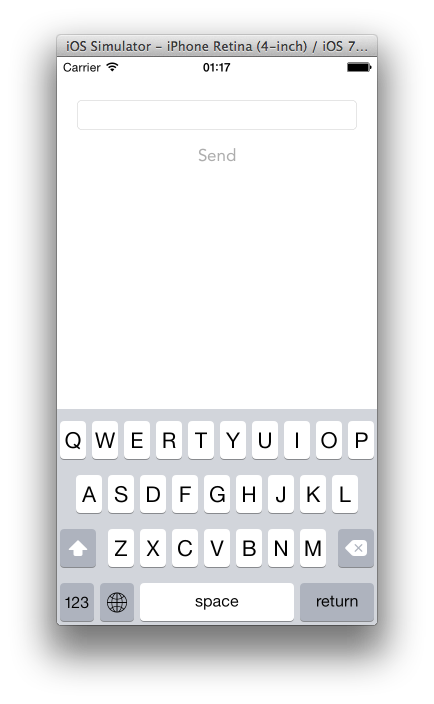 iOS Simulator - iPhone Retina (4-inch) / iOS 7...
Carrier 01:17
Send
Q W E R T Y U I O P
A S D F G H J K L
Z X C V B N M
123 space return